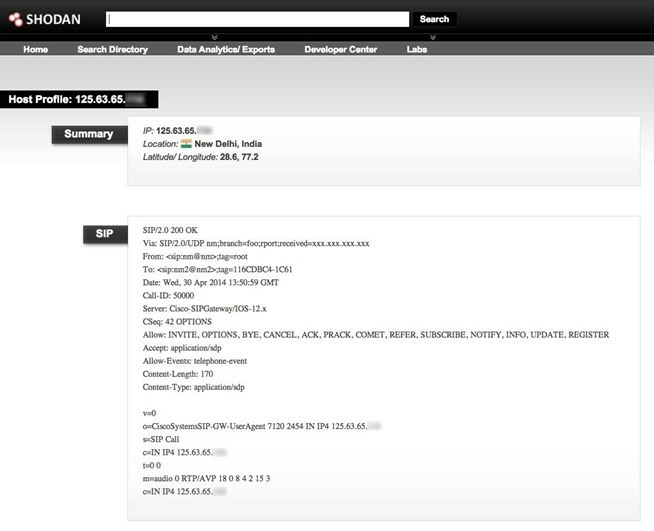 SHODAN
Search
Home Search Directory Data Analytics/ Exports Developer Center Labs
Host Profile: 125.63.65.
Summary
IP: 125.63.65.
Location: New Delhi, India
Latitude/ Longitude: 28.6, 77.2
SIP
SIP/2.0 200 OK
Via: SIP/2.0/UDP nm;branch=foo;rport;received=xxx.xxx.xxx.xxx
From: <sip:nm@nm>;tag=root
To: <sip:nm2@nm2>;tag=116CDBC4-1C61
Date: Wed, 30 Apr 2014 13:50:59 GMT
Call-ID: 50000
Server: Cisco-SIPGateway/IOS-12.x
CSeq: 42 OPTIONS
Allow: INVITE, OPTIONS, BYE, CANCEL, ACK, PRACK, COMET, REFER, SUBSCRIBE, NOTIFY, INFO, UPDATE, REGISTER
Accept: application/sdp
Allow-Events: telephone-event
Content-Length: 170
Content-Type: application/sdp
v=0
o=CiscoSystemsSIP-GW-UserAgent 7120 2454 IN IP4 125.63.65.
s=SIP Call
c=IN IP4 125.63.65.
t=0 0
m=audio 0 RTP/AVP 18 0 8 4 2 15 3
c=IN IP4 125.63.65.